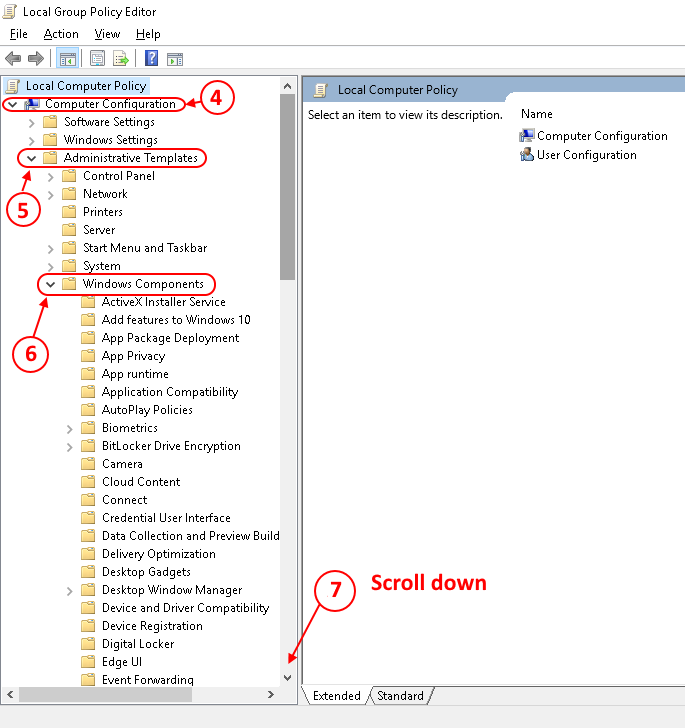 Local Group Policy Editor
File Action View Help
Local Computer Policy
Computer Configuration
4
Software Settings
Windows Settings
Administrative Templates
5
Control Panel
Network
Printers
Server
Start Menu and Taskbar
System
Windows Components
6
ActiveX Installer Service
Add features to Windows 10
App Package Deployment
App Privacy
App runtime
Application Compatibility
AutoPlay Policies
Biometrics
BitLocker Drive Encryption
Camera
Cloud Content
Connect
Credential User Interface
Data Collection and Preview Build
Delivery Optimization
Desktop Gadgets
Desktop Window Manager
Device and Driver Compatibility
Device Registration
Digital Locker
Edge UI
Event Forwarding
7 Scroll down
Local Computer Policy
Select an item to view its description.
Name
Computer Configuration
User Configuration
Extended Standard